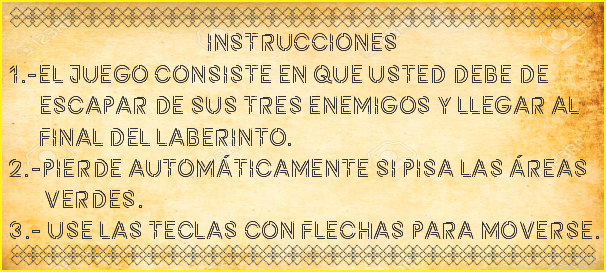 INSTRUCCIONES
1.-EL JUEGO CONSISTE EN QUE USTED DEBE DE
ESCAPAR DE SUS TRES ENEMIGOS Y LLEGAR AL
FINAL DEL LABERINTO.
2.-PIERDE AUTOMÁTICAMENTE SI PISA LAS ÁREAS
VERDES.
3.- USE LAS TECLAS CON FLECHAS PARA MOVERSE.